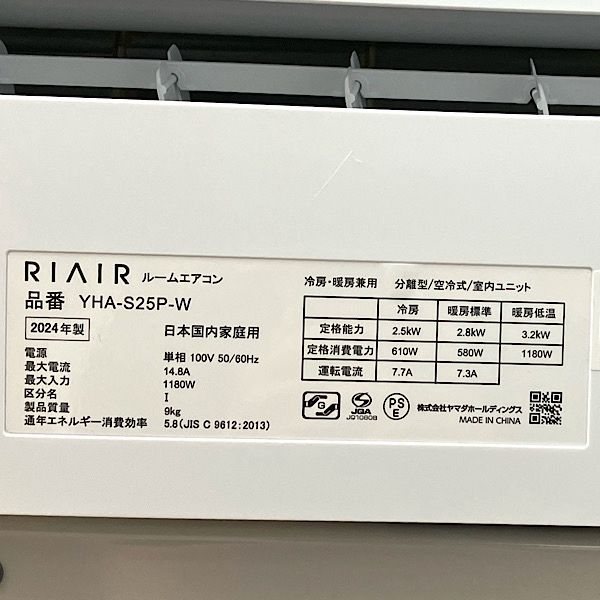 RIAIR ルームエアコン
品番 YHA-S25P-W
2024年製 日本国内家庭用
電源 単相 100V 50/60Hz
最大電流 14.8A
最大入力 1180W
区分名 I
製品質量 9kg
通年エネルギー消費効率 5.8(JIS C 9612:2013)
冷房・暖房兼用 分離型/空冷式/室内ユニット
冷房 暖房標準 暖房低温
定格能力 2.5kW 2.8kW 3.2kW
定格消費電力 610W 580W 1180W
運転電流 7.7A 7.3A
G JQA JQ1080B PSE 株式会社ヤマダホールディングス
MADE IN CHINA